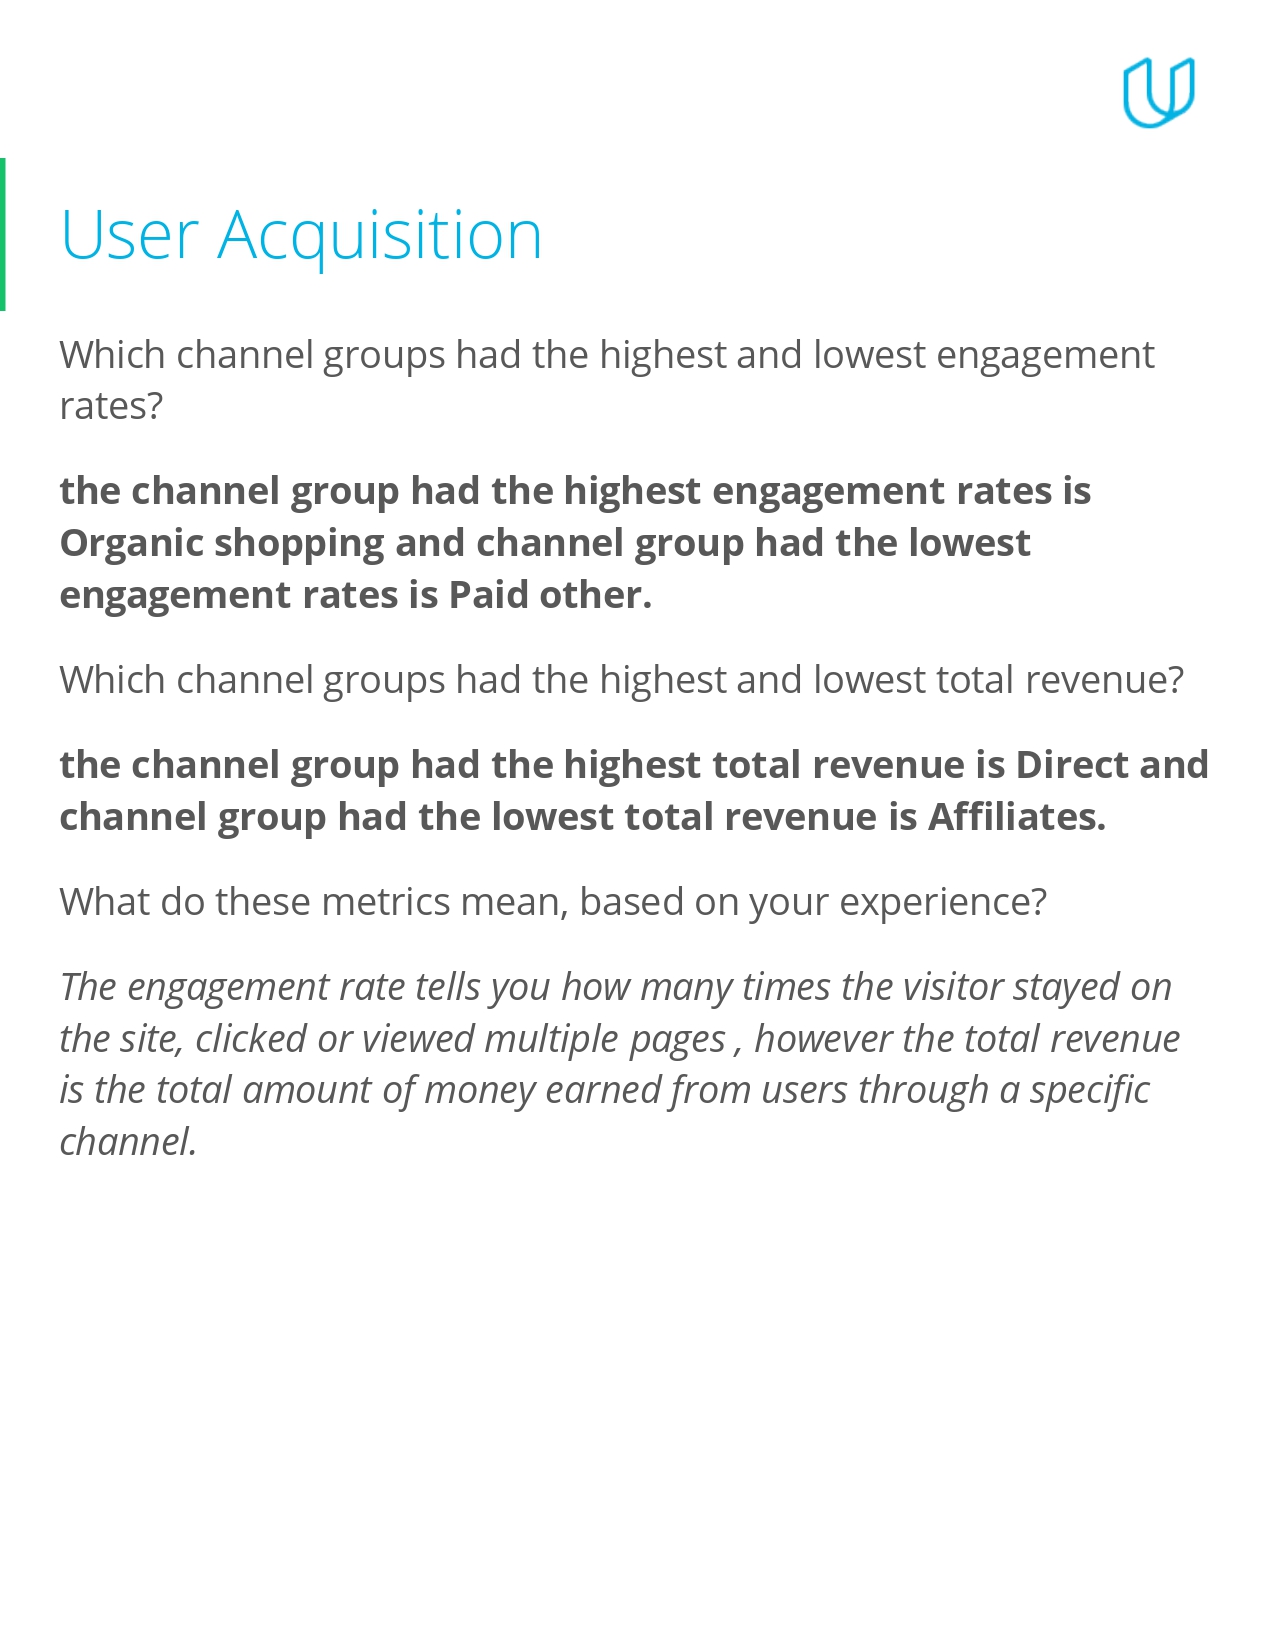 User Acquisition
Which channel groups had the highest and lowest engagement
rates?
the channel group had the highest engagement rates is
Organic shopping and channel group had the lowest
engagement rates is Paid other.
Which channel groups had the highest and lowest total revenue?
the channel group had the highest total revenue is Direct and
channel group had the lowest total revenue is Affiliates.
What do these metrics mean, based on your experience?
The engagement rate tells you how many times the visitor stayed on
the site, clicked or viewed multiple pages , however the total revenue
is the total amount of money earned from users through a specific
channel.